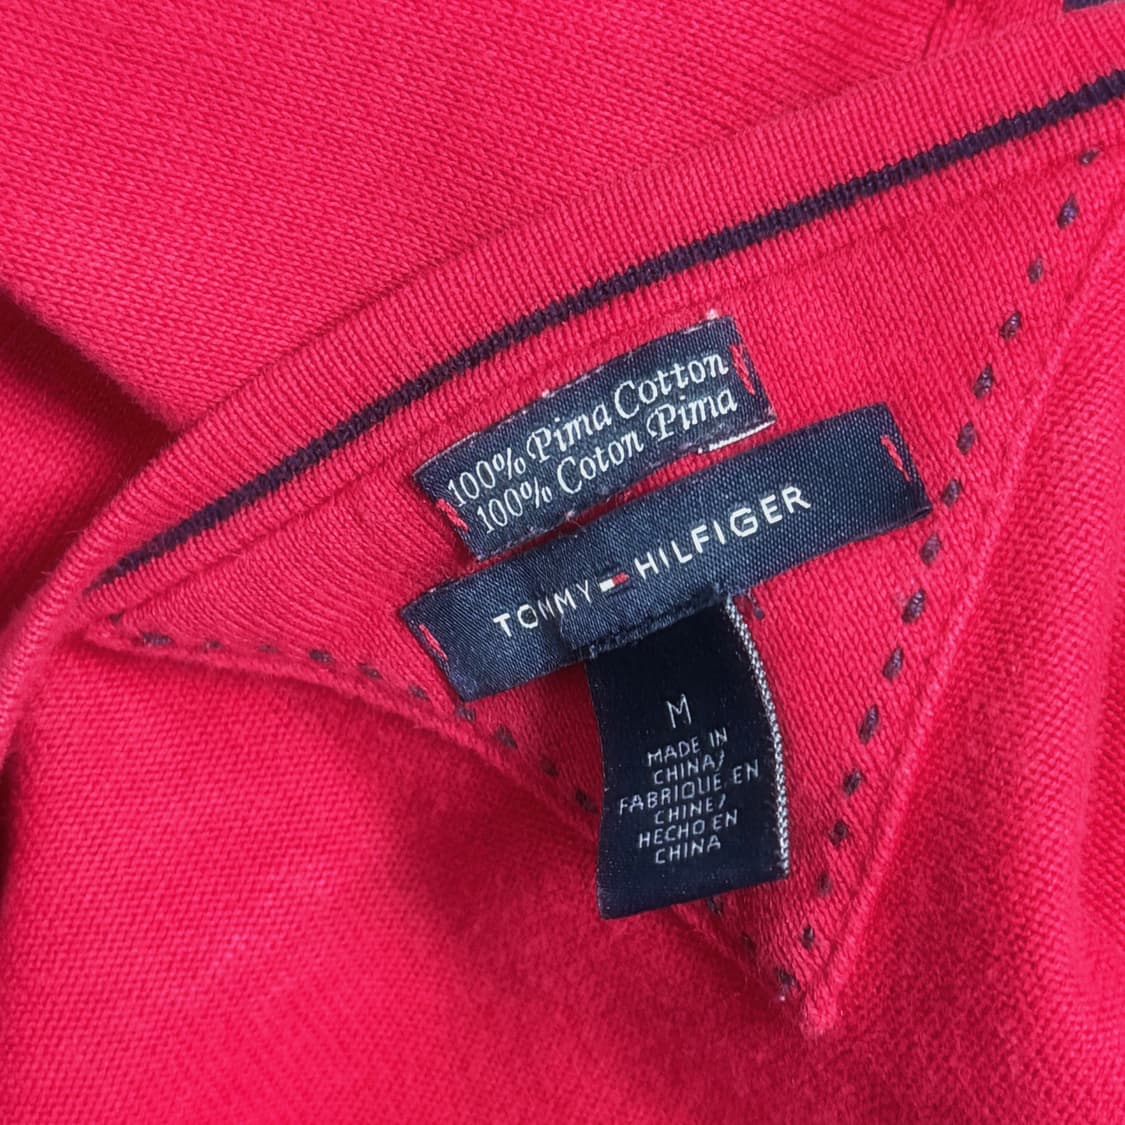 100% Pima Cotton
100% Coton Pima
TOMMY HILFIGER
M
MADE IN
CHINA/
FABRIQUE EN
CHINE/
HECHO EN
CHINA